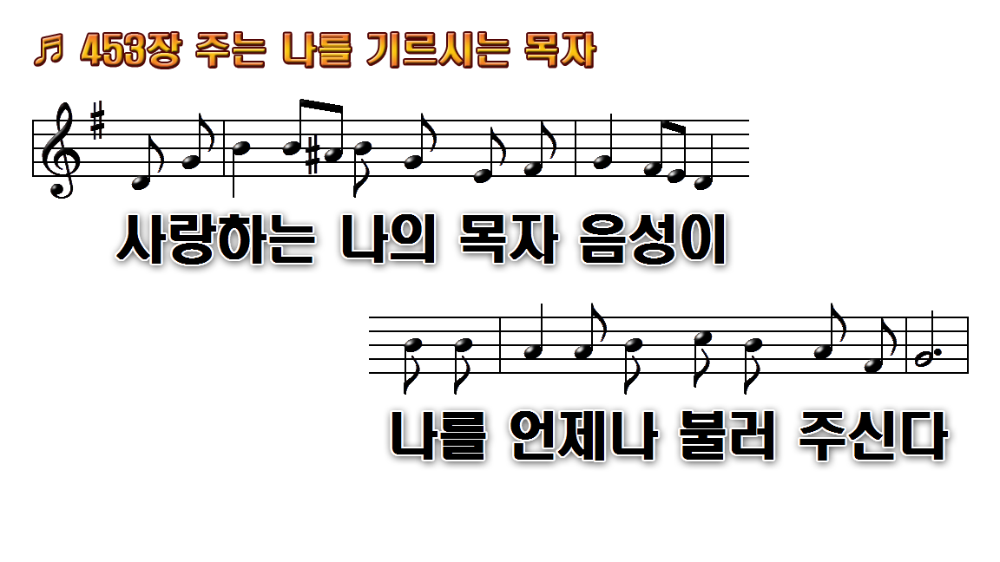 ♬ 453장 주는 나를 기르시는 목자
사랑하는 나의 목자 음성이
나를 언제나 불러 주신다